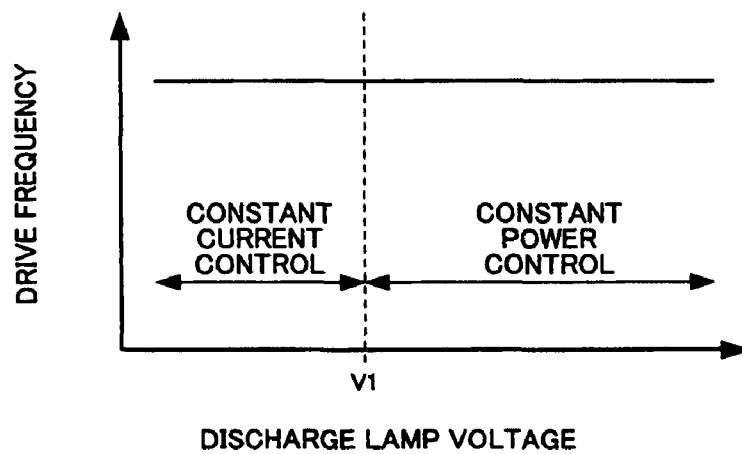 DRIVE FREQUENCY
CONSTANT
CURRENT
CONTROL
CONSTANT
POWER
CONTROL
V1
DISCHARGE LAMP VOLTAGE